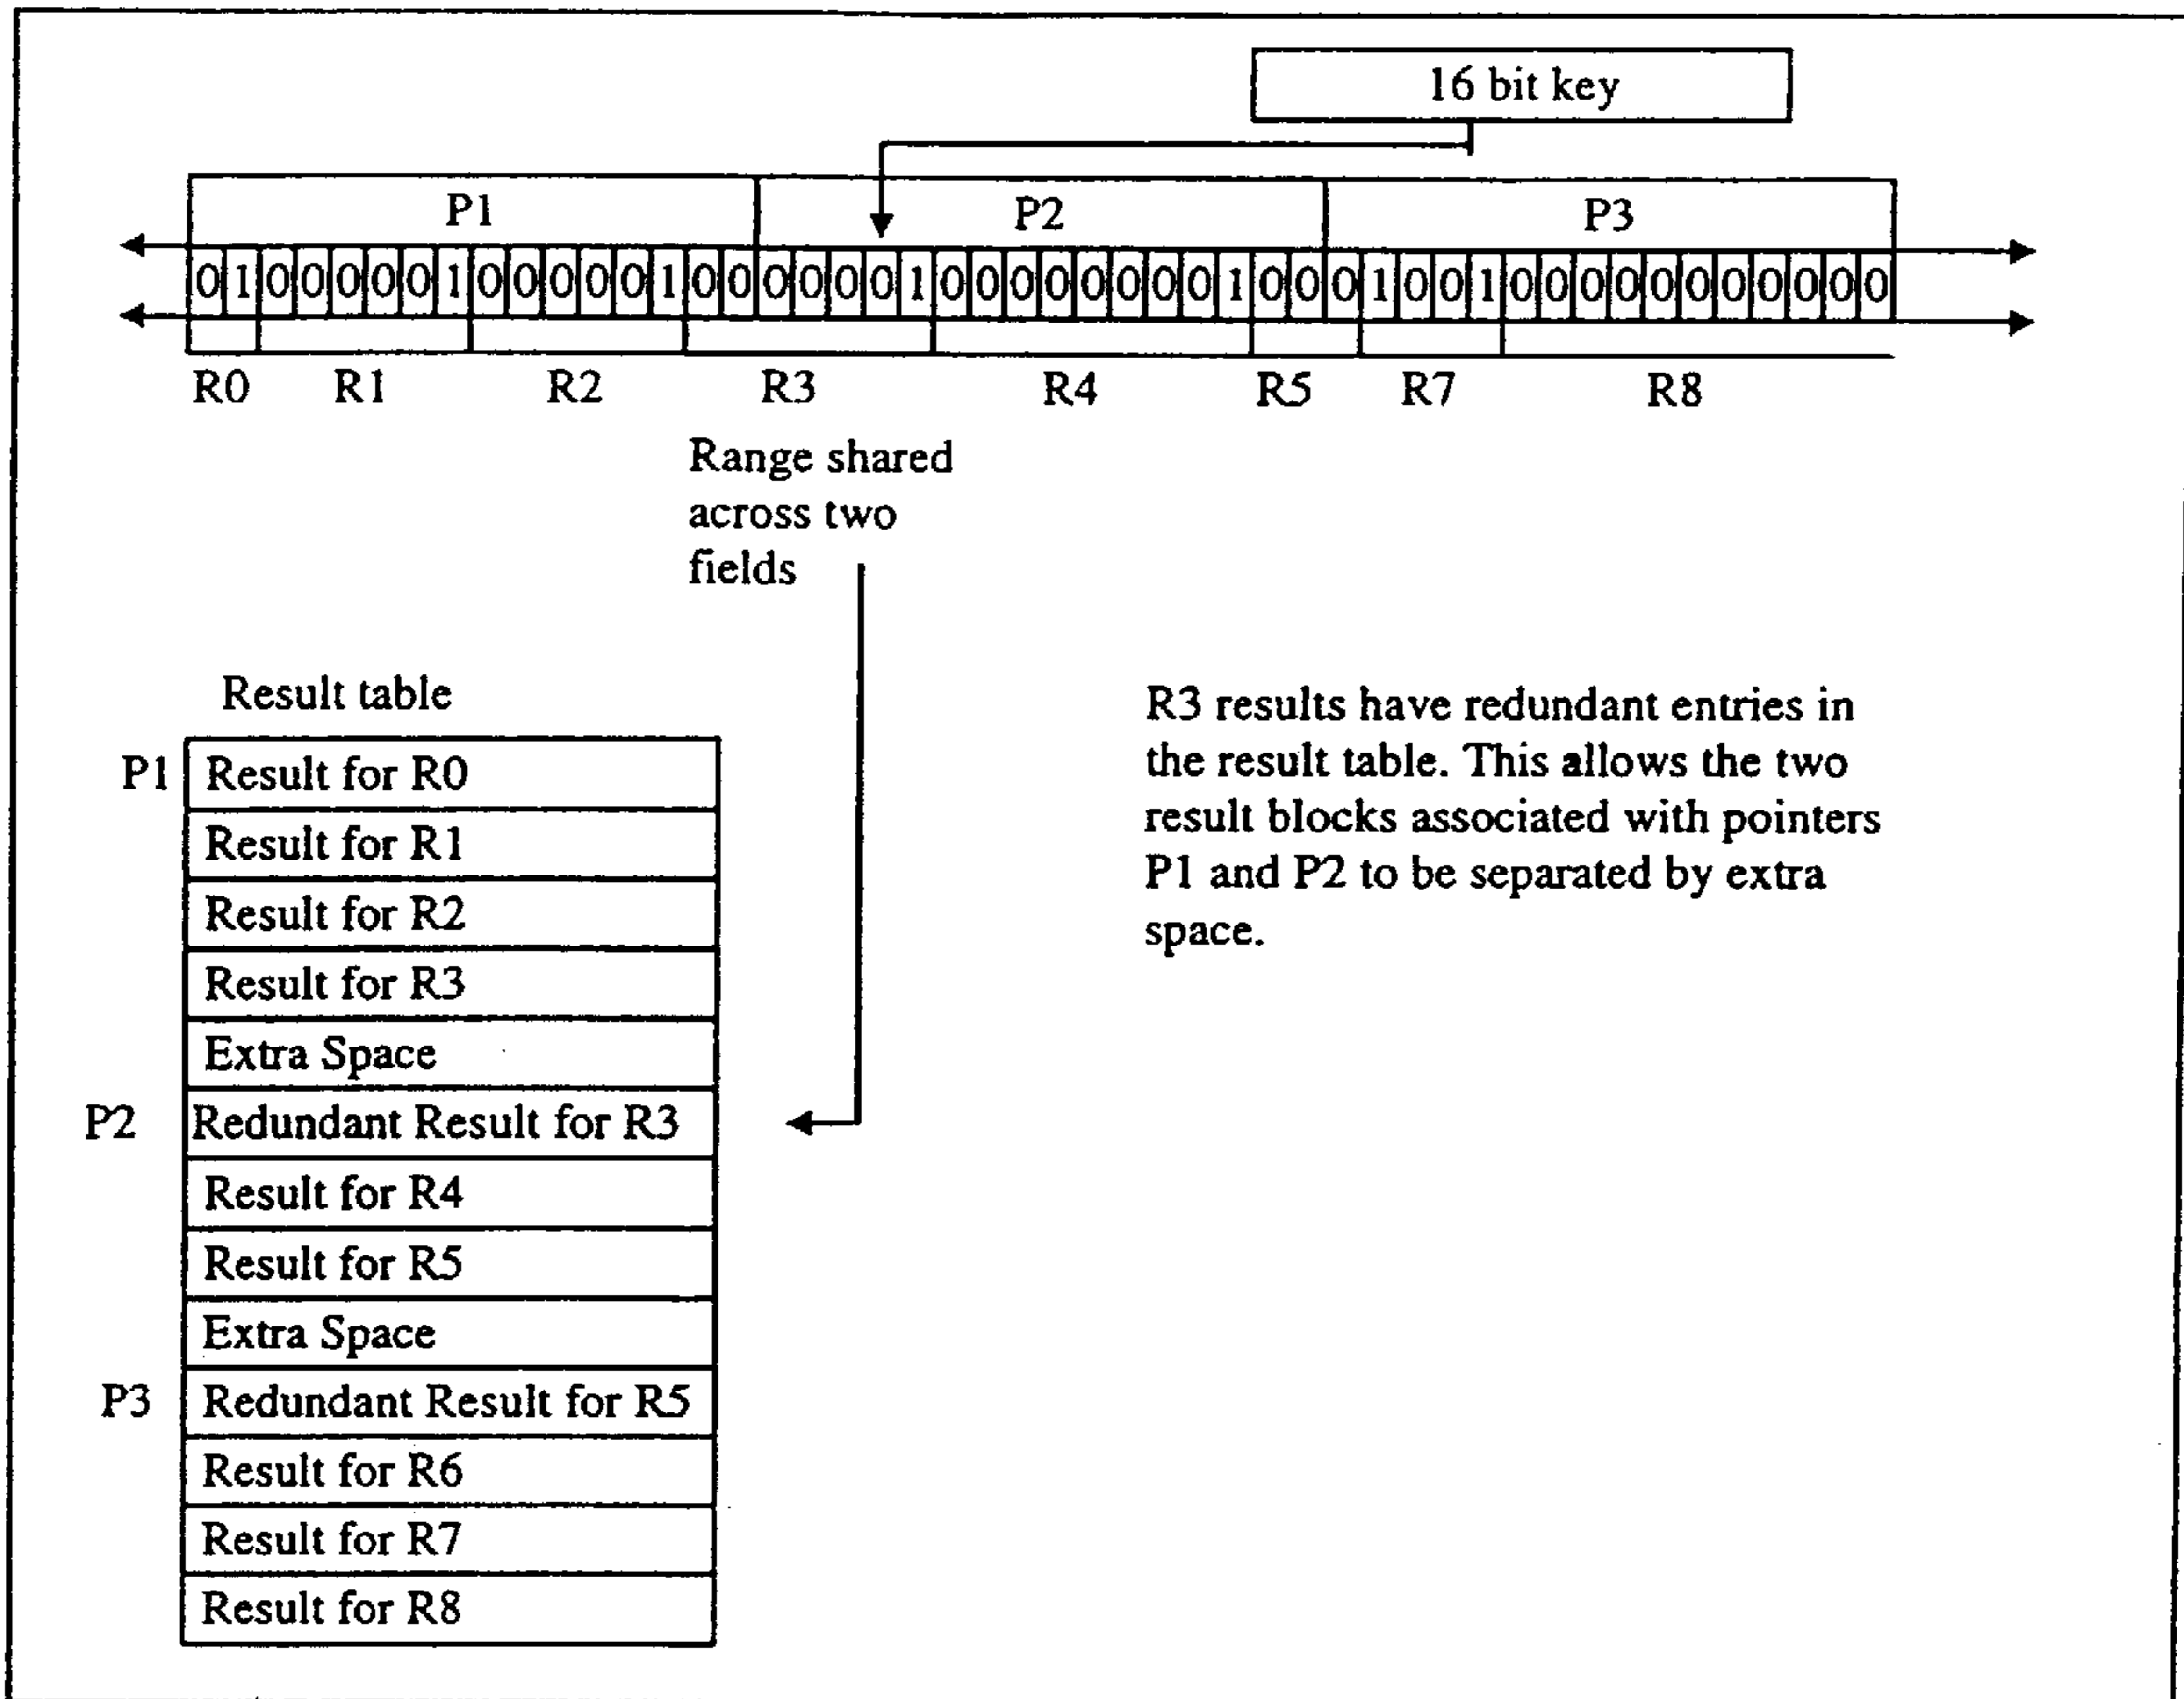 16 bit key
P1 P2 P3
0 1 0 0 0 0 0 1 0 0 0 0 0 1 0 0 0 0 0 0 1 0 0 0 0 0 0 0 0 1 0 0 0 1 0 0 1 0 0 0 0 0 0 0 0 0 0 0
R0 R1 R2 R3 R4 R5 R7 R8
Range shared
across two
fields
Result table
P1 Result for R0
Result for R1
Result for R2
Result for R3
Extra Space
P2 Redundant Result for R3
Result for R4
Result for R5
Extra Space
P3 Redundant Result for R5
Result for R6
Result for R7
Result for R8
R3 results have redundant entries in
the result table. This allows the two
result blocks associated with pointers
P1 and P2 to be separated by extra
space.